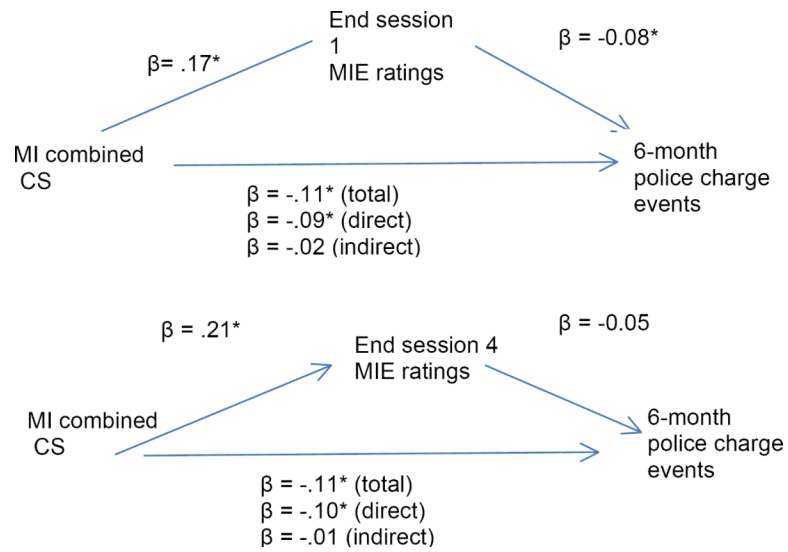 End session
1
MIE ratings
β= .17*
β = -0.08*
MI combined
CS
6-month
police charge
events
β = -.11* (total)
β = -.09* (direct)
β = -.02 (indirect)
β = .21*
β = -0.05
End session 4
MIE ratings
MI combined
CS
6-month
police charge
events
β = -.11* (total)
β = -.10* (direct)
β = -.01 (indirect)